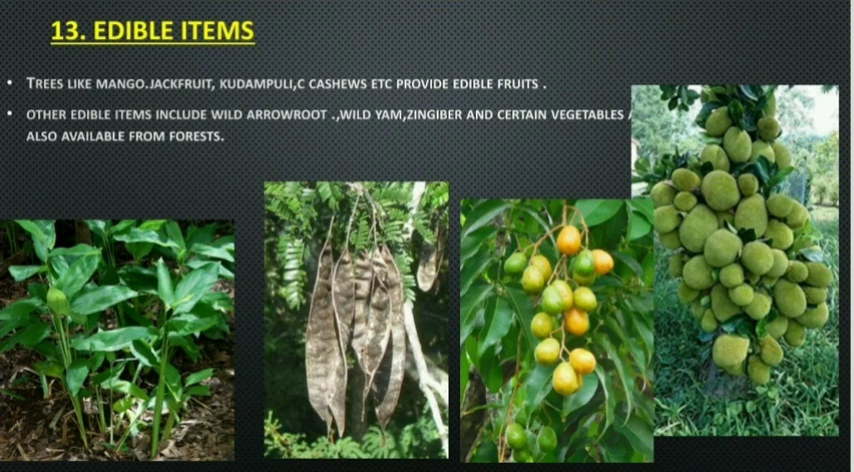 13. EDIBLE ITEMS
• TREES LIKE MANGO.JACKFRUIT, KUDAMPULI,C CASHEWS ETC PROVIDE EDIBLE FRUITS .
• OTHER EDIBLE ITEMS INCLUDE WILD ARROWROOT .,WILD YAM,ZINGIBER AND CERTAIN VEGETABLES
ALSO AVAILABLE FROM FORESTS.